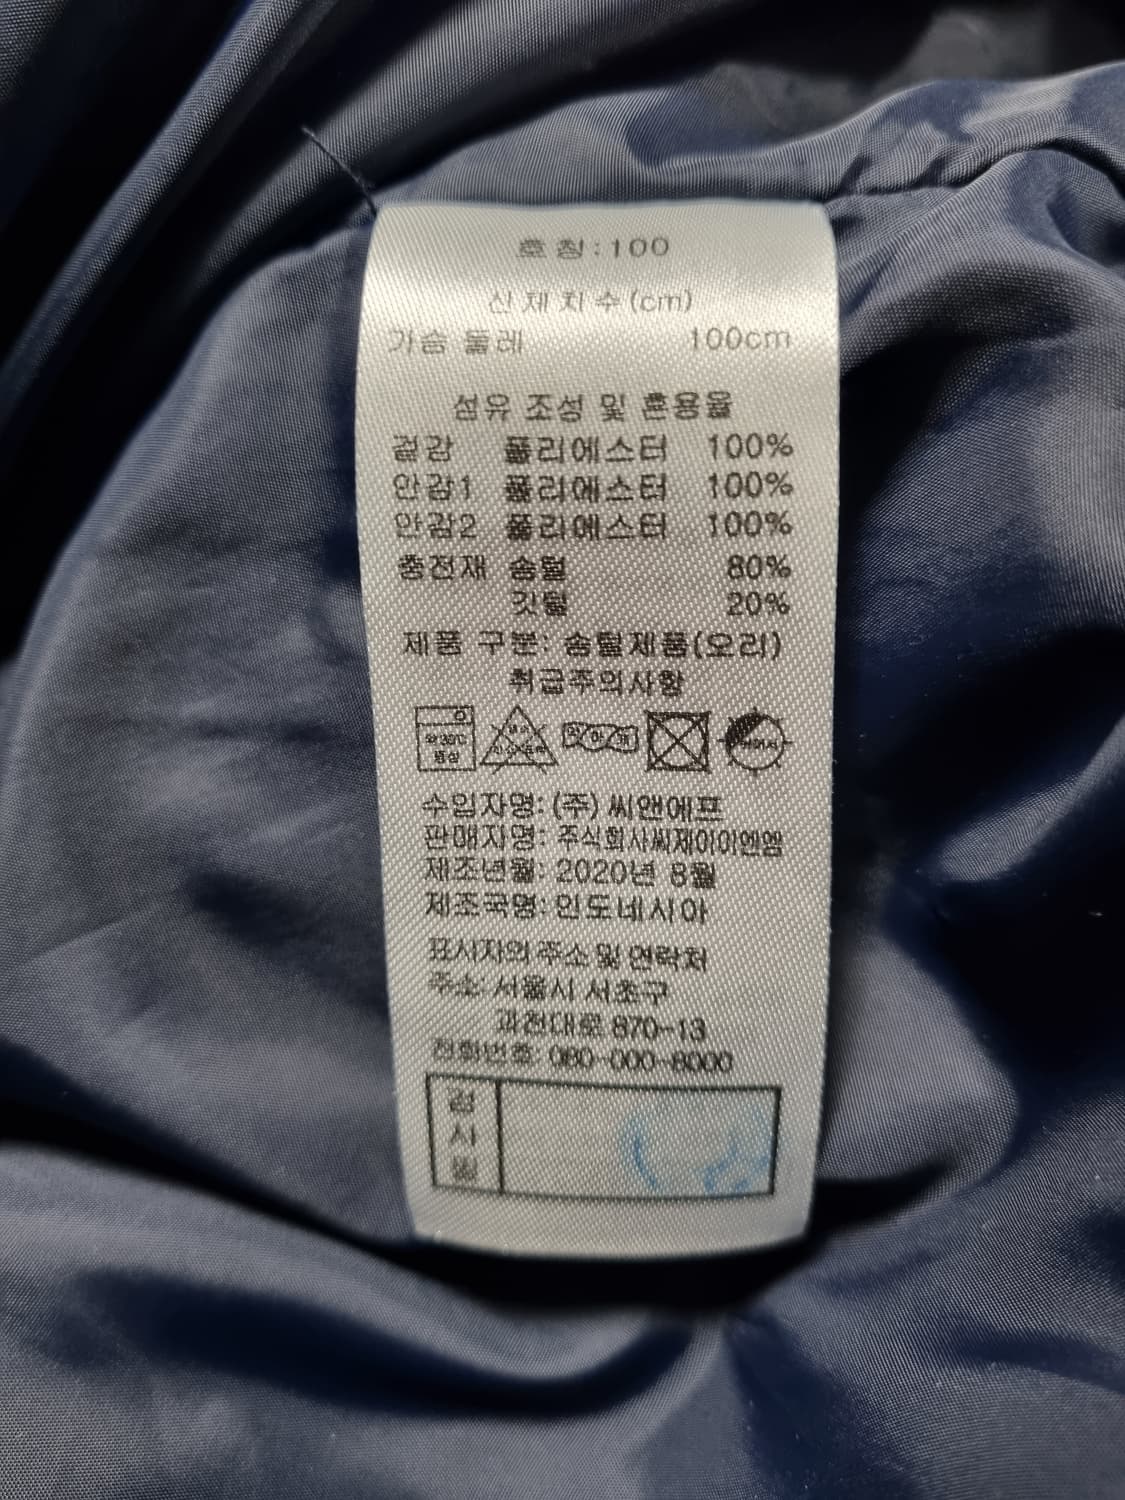 호칭:100
신체치수(cm)
가슴 둘레 100cm
섬유 조성 및 혼용율
겉감 폴리에스터 100%
안감1 폴리에스터 100%
안감2 폴리에스터 100%
충전재 솜털 80%
깃털 20%
제품 구분: 솜털제품(오리)
취급주의사항
약30℃
중성
수입자명: (주) 씨앤에프
판매자명: 주식회사씨제이이엔엠
제조년월: 2020년 8월
제조국명: 인도네시아
표시자의 주소 및 연락처
주소: 서울시 서초구
과천대로 870-13
전화번호: 080-000-8000
검
사
필